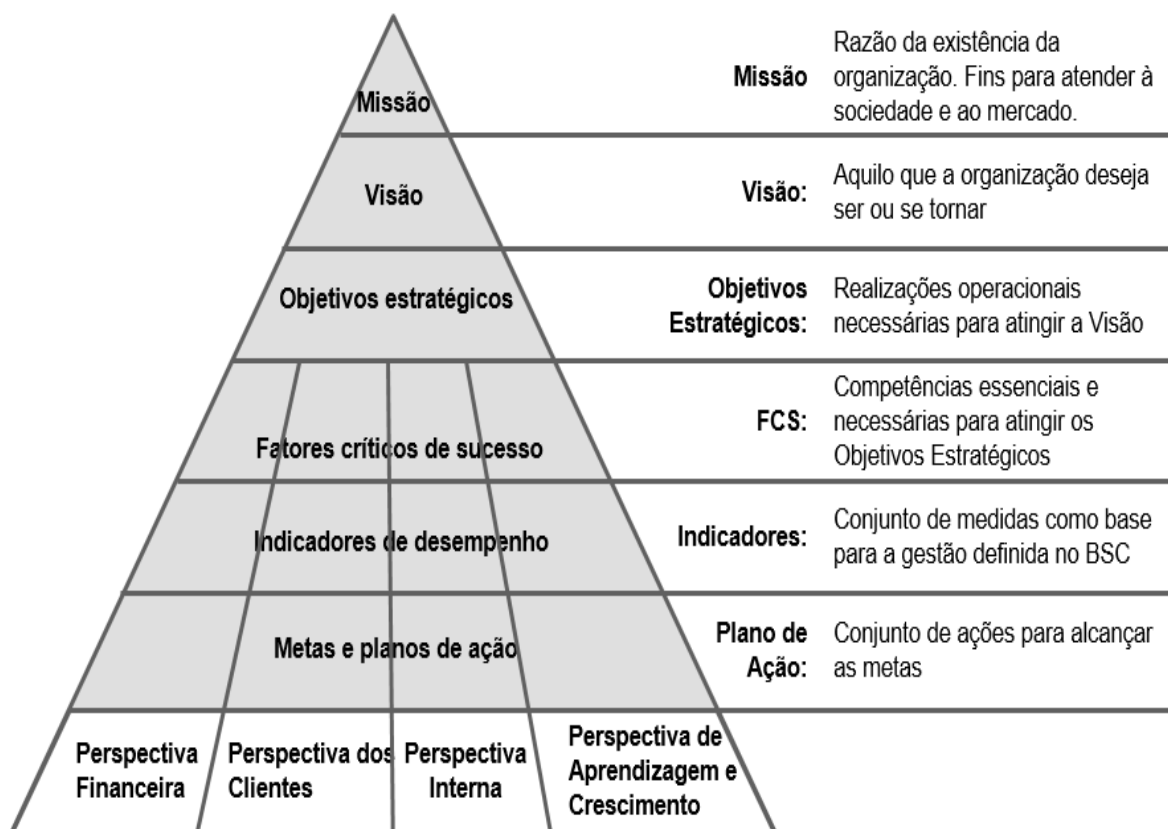 Missão
Missão
Razão da existência da
organização. Fins para atender à
sociedade e ao mercado.
Visão
Visão:
Aquilo que a organização deseja
ser ou se tornar
Objetivos estratégicos
Objetivos
Estratégicos:
Realizações operacionais
necessárias para atingir a Visão
Fatores críticos de sucesso
FCS:
Competências essenciais e
necessárias para atingir os
Objetivos Estratégicos
Indicadores de desempenho
Indicadores:
Conjunto de medidas como base
para a gestão definida no BSC
Metas e planos de ação
Plano de
Ação:
Conjunto de ações para alcançar
as metas
Perspectiva
Financeira
Perspectiva dos
Clientes
Perspectiva
Interna
Perspectiva de
Aprendizagem e
Crescimento